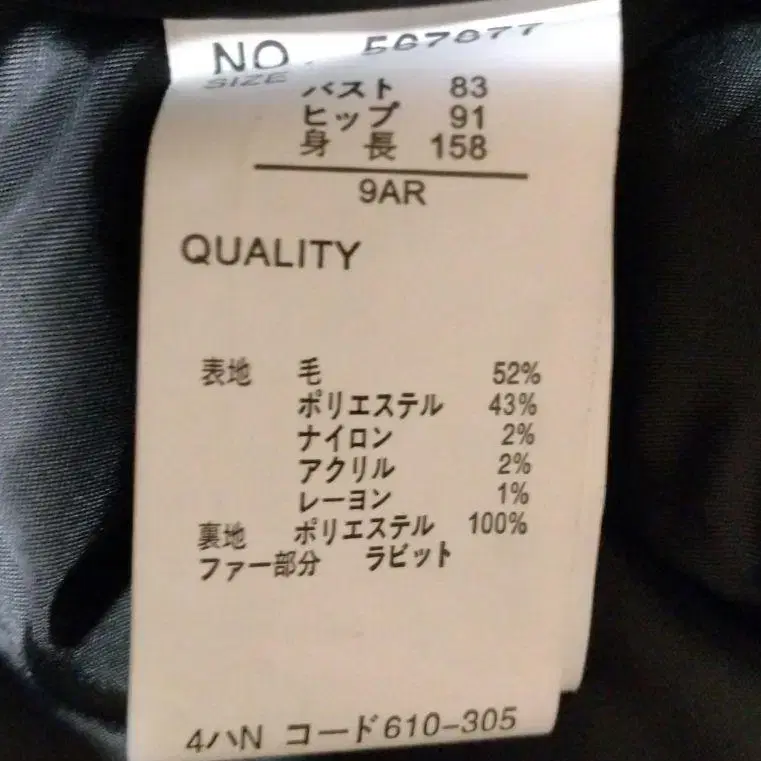 NO. 567677
SIZE
バスト 83
ヒップ 91
身長 158
9AR
QUALITY
表地 毛 52%
ポリエステル 43%
ナイロン 2%
アクリル 2%
レーヨン 1%
裏地 ポリエステル 100%
ファー部分 ラビット
4ハN コード610-305